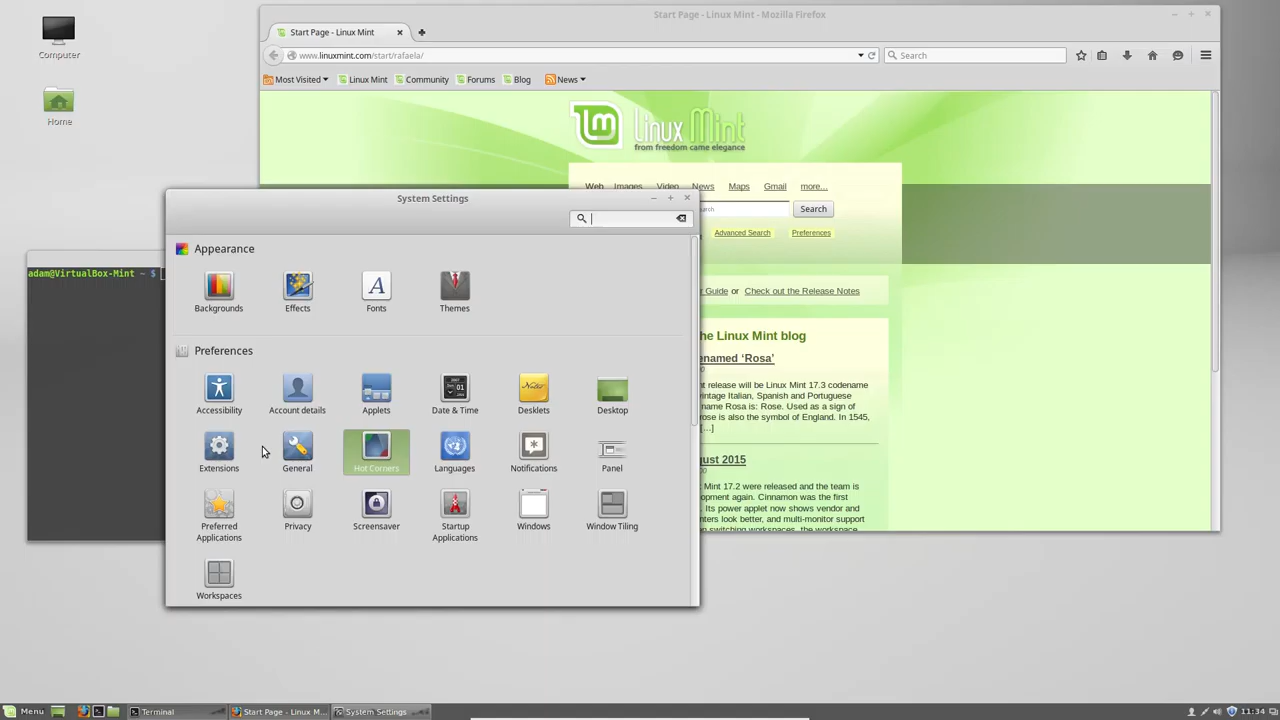 Start Page - Linux Mint - Mozilla Firefox
Computer
Home
Start Page - Linux Mint
www.linuxmint.com/start/rafaela/
Search
Most Visited
Linux Mint
Community
Forums
Blog
News
Linux Mint
from freedom came elegance
Web Images Video News Maps Gmail more...
Search
Advanced Search
Preferences
Guide or Check out the Release Notes
he Linux Mint blog
enamed ‘Rosa’
t release will be Linux Mint 17.3 codename
vintage Italian, Spanish and Portuguese
name Rosa is: Rose. Used as a sign of
rose is also the symbol of England. In 1545,
[…]
gust 2015
Mint 17.2 were released and the team is
opment again. Cinnamon was the first
Its power applet now shows vendor and
nters look better, and multi-monitor support
on switching workspaces, the workspace
adam@VirtualBox-Mint ~ $
System Settings
Appearance
Backgrounds
Effects
Fonts
Themes
Preferences
Accessibility
Account details
Applets
Date & Time
Desklets
Desktop
Extensions
General
Hot Corners
Languages
Notifications
Panel
Preferred Applications
Privacy
Screensaver
Startup Applications
Windows
Window Tiling
Workspaces
Menu
Terminal
Start Page - Linux M...
System Settings
11:34